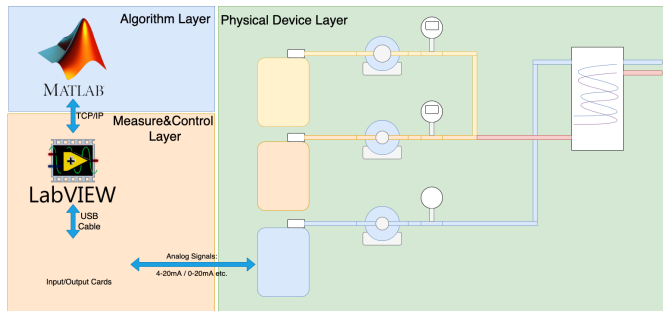 Algorithm Layer
Physical Device Layer
MATLAB
TCP/IP
Measure&Control
Layer
LabVIEW
USB
Cable
Analog Signals:
4-20mA / 0-20mA etc.
Input/Output Cards